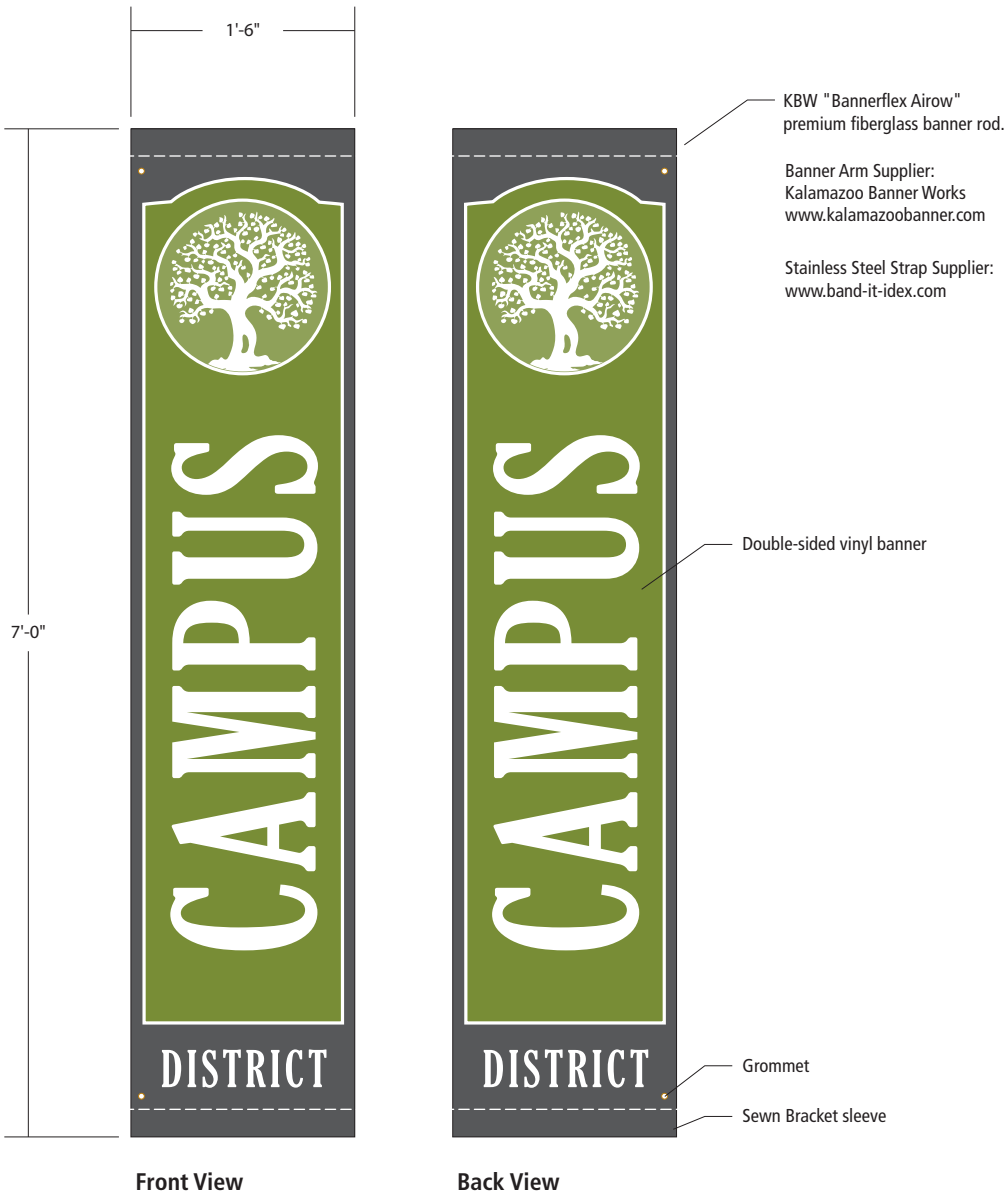 1'-6"
KBW "Bannerflex Airow"
premium fiberglass banner rod.
Banner Arm Supplier:
Kalamazoo Banner Works
www.kalamazoobanner.com
Stainless Steel Strap Supplier:
www.band-it-idex.com
7'-0"
CAMPUS
DISTRICT
CAMPUS
DISTRICT
Double-sided vinyl banner
Grommet
Sewn Bracket sleeve
Front View
Back View